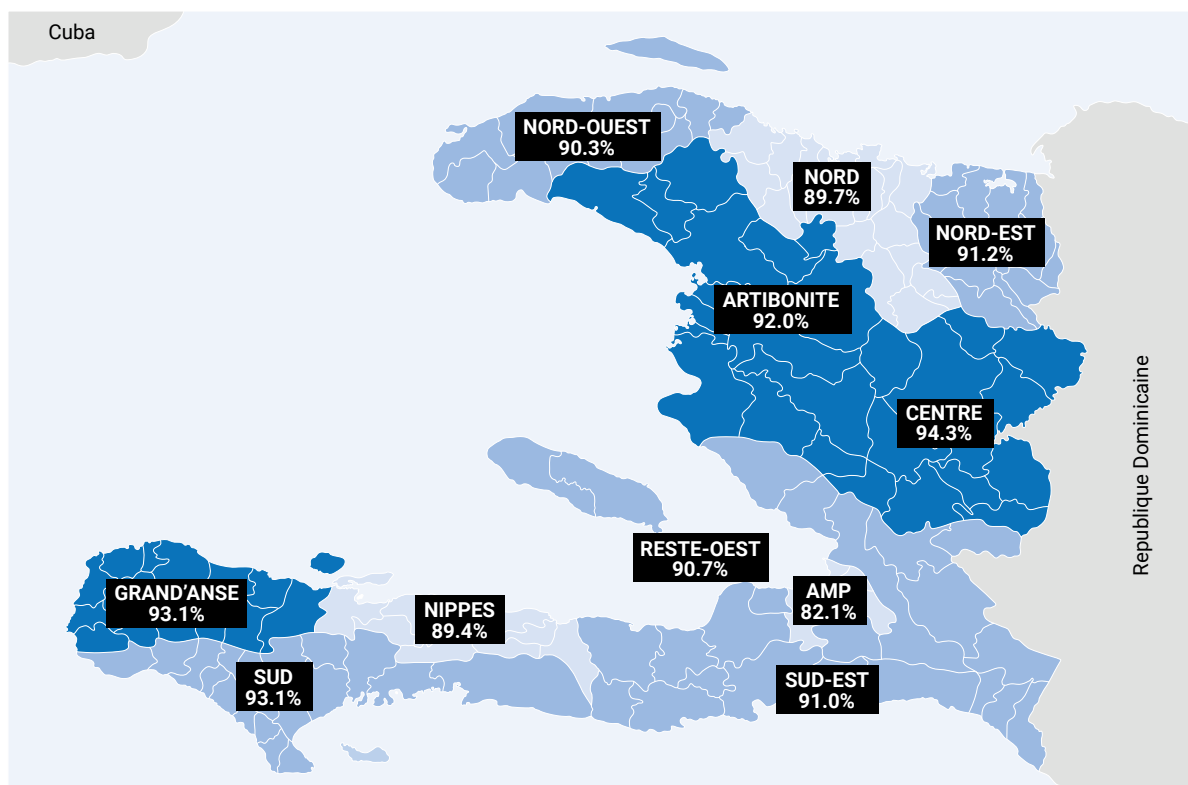 Cuba
NORD-OUEST
90.3%
NORD
89.7%
NORD-EST
91.2%
ARTIBONITE
92.0%
Republique Dominicaine
CENTRE
94.3%
RESTE-OEST
90.7%
GRAND’ANSE
93.1%
NIPPES
89.4%
AMP
82.1%
SUD
93.1%
SUD-EST
91.0%